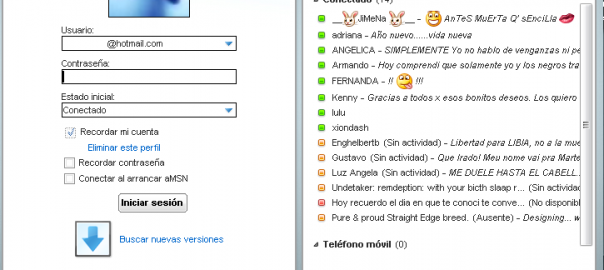 Usuario:
@hotmail.com
Contraseña:
Estado inicial:
Conectado
Recordar mi cuenta
Eliminar este perfil
Recordar contraseña
Conectar al arrancar aMSN
Iniciar sesión
Buscar nuevas versiones
Conectado (14)
__ JiMeNa __ - AnTeS MuErTa Q' sEnCiLla
adriana - Año nuevo......vida nueva
ANGELICA - SIMPLEMENTE Yo no hablo de venganzas ni pe
Armando - Hoy comprendi que solamente yo y los negros tra
FERNANDA - !! !!!
Kenny - Gracias a todos x esos bonitos deseos. Los quiero
lulu
xiondash
Enghelbertb (Sin actividad) - Libertad para LIBIA, no a la mue
Gustavo (Sin actividad) - Que Irado! Meu nome vai pra Marte
Luz Angela (Sin actividad) - ME DUELE HASTA EL CABELL...
Undetaker: remdeption: with your bicth slaap r... (Sin actividad
Hoy recuerdo el dia en que te conoci te conve... (No disponibl
Pure & proud Straight Edge breed. (Ausente) - Designing... w
Teléfono móvil (0)